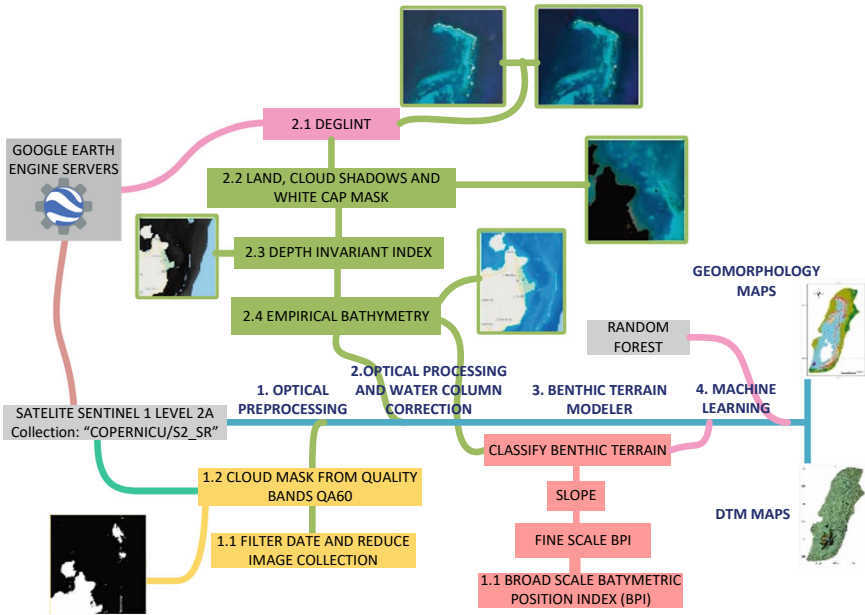 2.1 DEGLINT
GOOGLE EARTH
ENGINE SERVERS
2.2 LAND, CLOUD SHADOWS AND
WHITE CAP MASK
2.3 DEPTH INVARIANT INDEX
2.4 EMPIRICAL BATHYMETRY
GEOMORPHOLOGY
MAPS
RANDOM
FOREST
1. OPTICAL
PREPROCESSING
2.OPTICAL PROCESSING
AND WATER COLUMN
CORRECTION
3. BENTHIC TERRAIN
MODELER
4. MACHINE
LEARNING
SATELITE SENTINEL 1 LEVEL 2A
Collection: “COPERNICU/S2_SR”
CLASSIFY BENTHIC TERRAIN
1.2 CLOUD MASK FROM QUALITY
BANDS QA60
SLOPE
DTM MAPS
1.1 FILTER DATE AND REDUCE
IMAGE COLLECTION
FINE SCALE BPI
1.1 BROAD SCALE BATYMETRIC
POSITION INDEX (BPI)